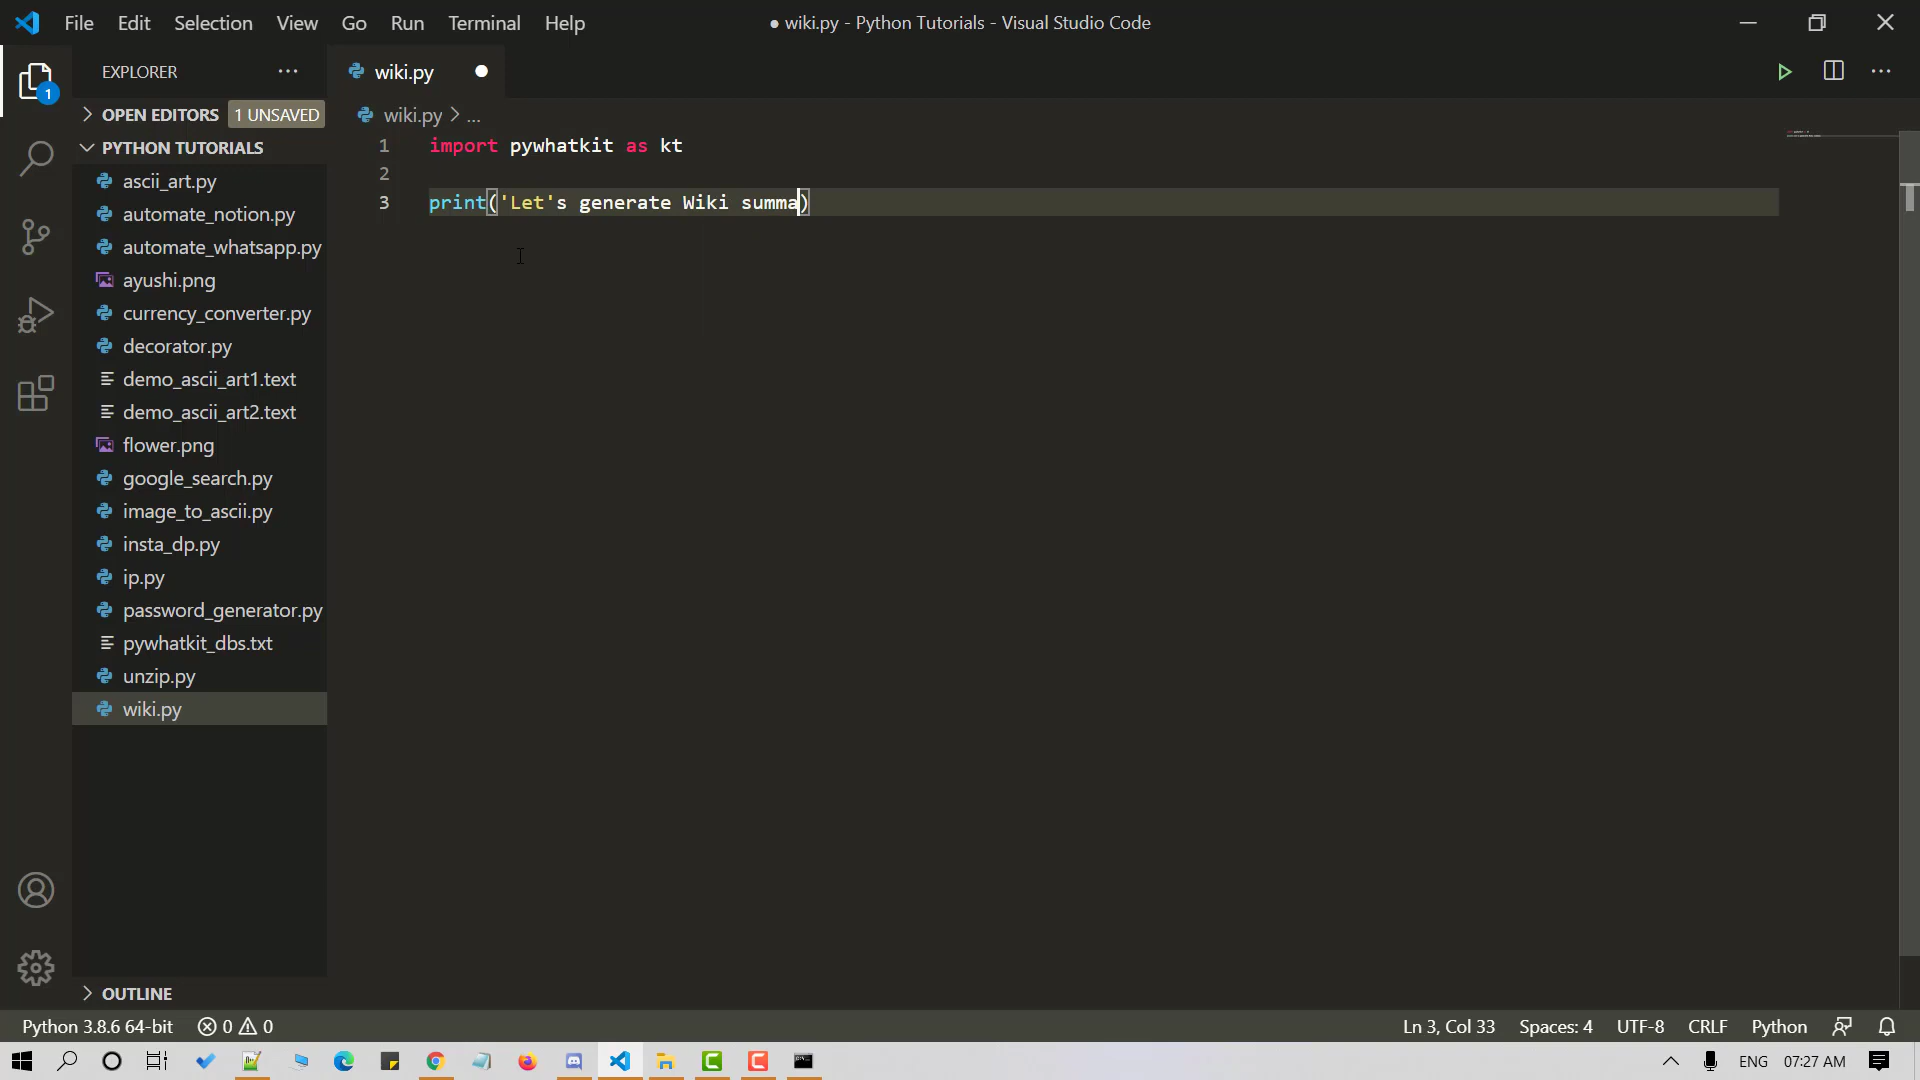 File Edit Selection View Go Run Terminal Help
● wiki.py - Python Tutorials - Visual Studio Code
EXPLORER
1
OPEN EDITORS 1 UNSAVED
PYTHON TUTORIALS
ascii_art.py
automate_notion.py
automate_whatsapp.py
ayushi.png
currency_converter.py
decorator.py
demo_ascii_art1.text
demo_ascii_art2.text
flower.png
google_search.py
image_to_ascii.py
insta_dp.py
ip.py
password_generator.py
pywhatkit_dbs.txt
unzip.py
wiki.py
OUTLINE
wiki.py
wiki.py > ...
1 import pywhatkit as kt
2
3 print('Let's generate Wiki summa)
Python 3.8.6 64-bit 0 0
Ln 3, Col 33 Spaces: 4 UTF-8 CRLF Python
ENG 07:27 AM